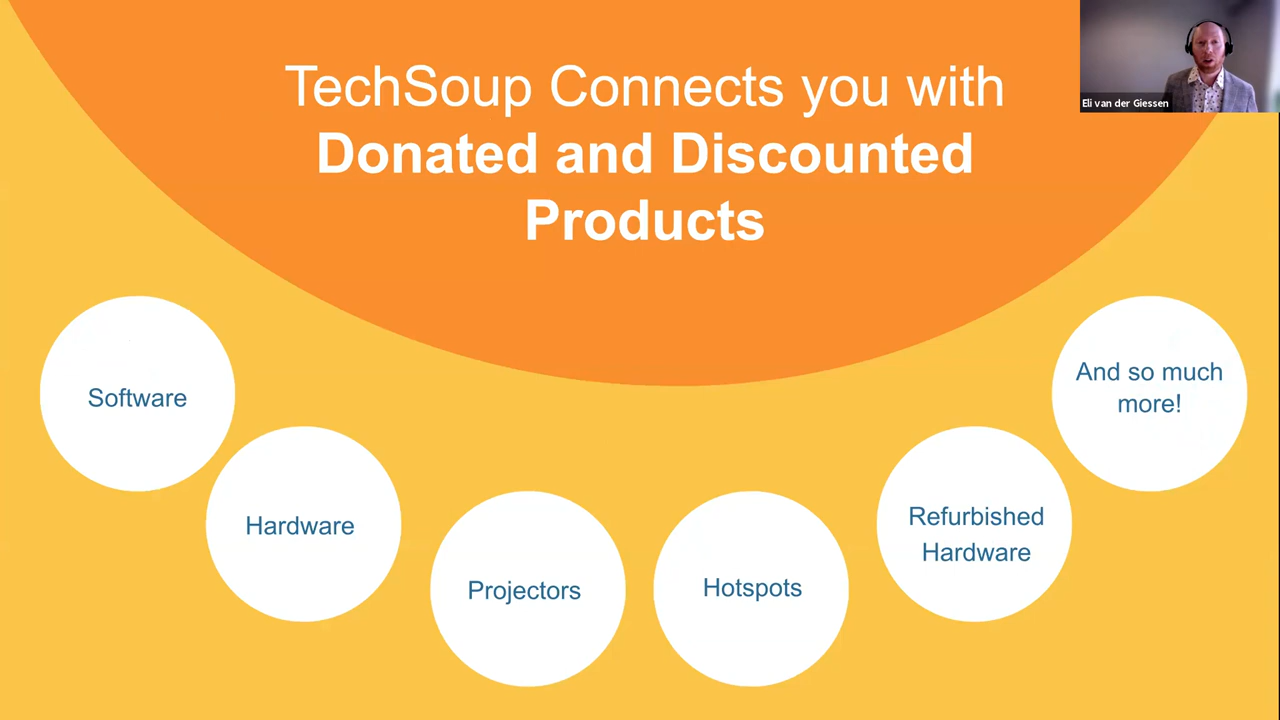 TechSoup Connects you with
Donated and Discounted
Products
Eli van der Giessen
Software
Hardware
Projectors
Hotspots
Refurbished
Hardware
And so much
more!